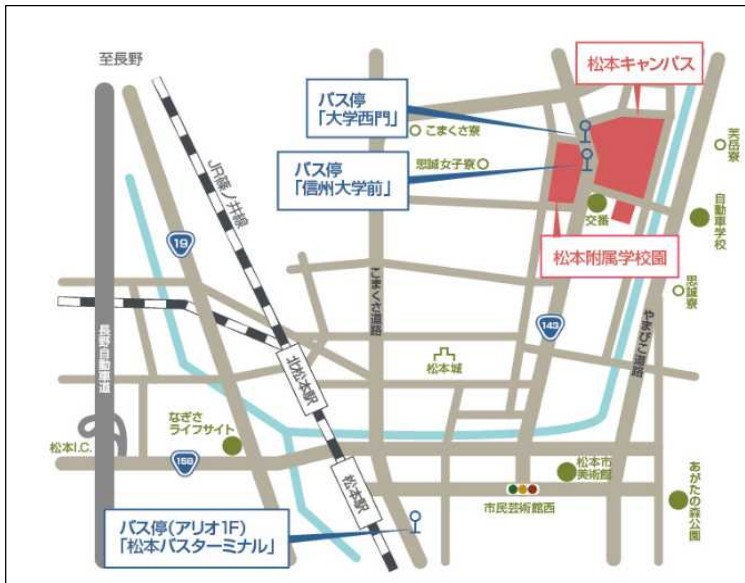 至長野
松本キャンパス
バス停
「大学西門」
こまくさ寮
バス停
「信州大学前」
思誠女子寮
芙岳寮
JR篠ノ井線
交番
自動車学校
19
松本附属学校園
こまくさ道路
思誠寮
143
長野自動車道
やまびこ道路
北松本駅
松本城
なぎさ
ライフサイト
松本I.C.
158
松本駅
松本市
美術館
市民芸術館西
あがたの森公園
バス停(アリオ1F)
「松本バスターミナル」